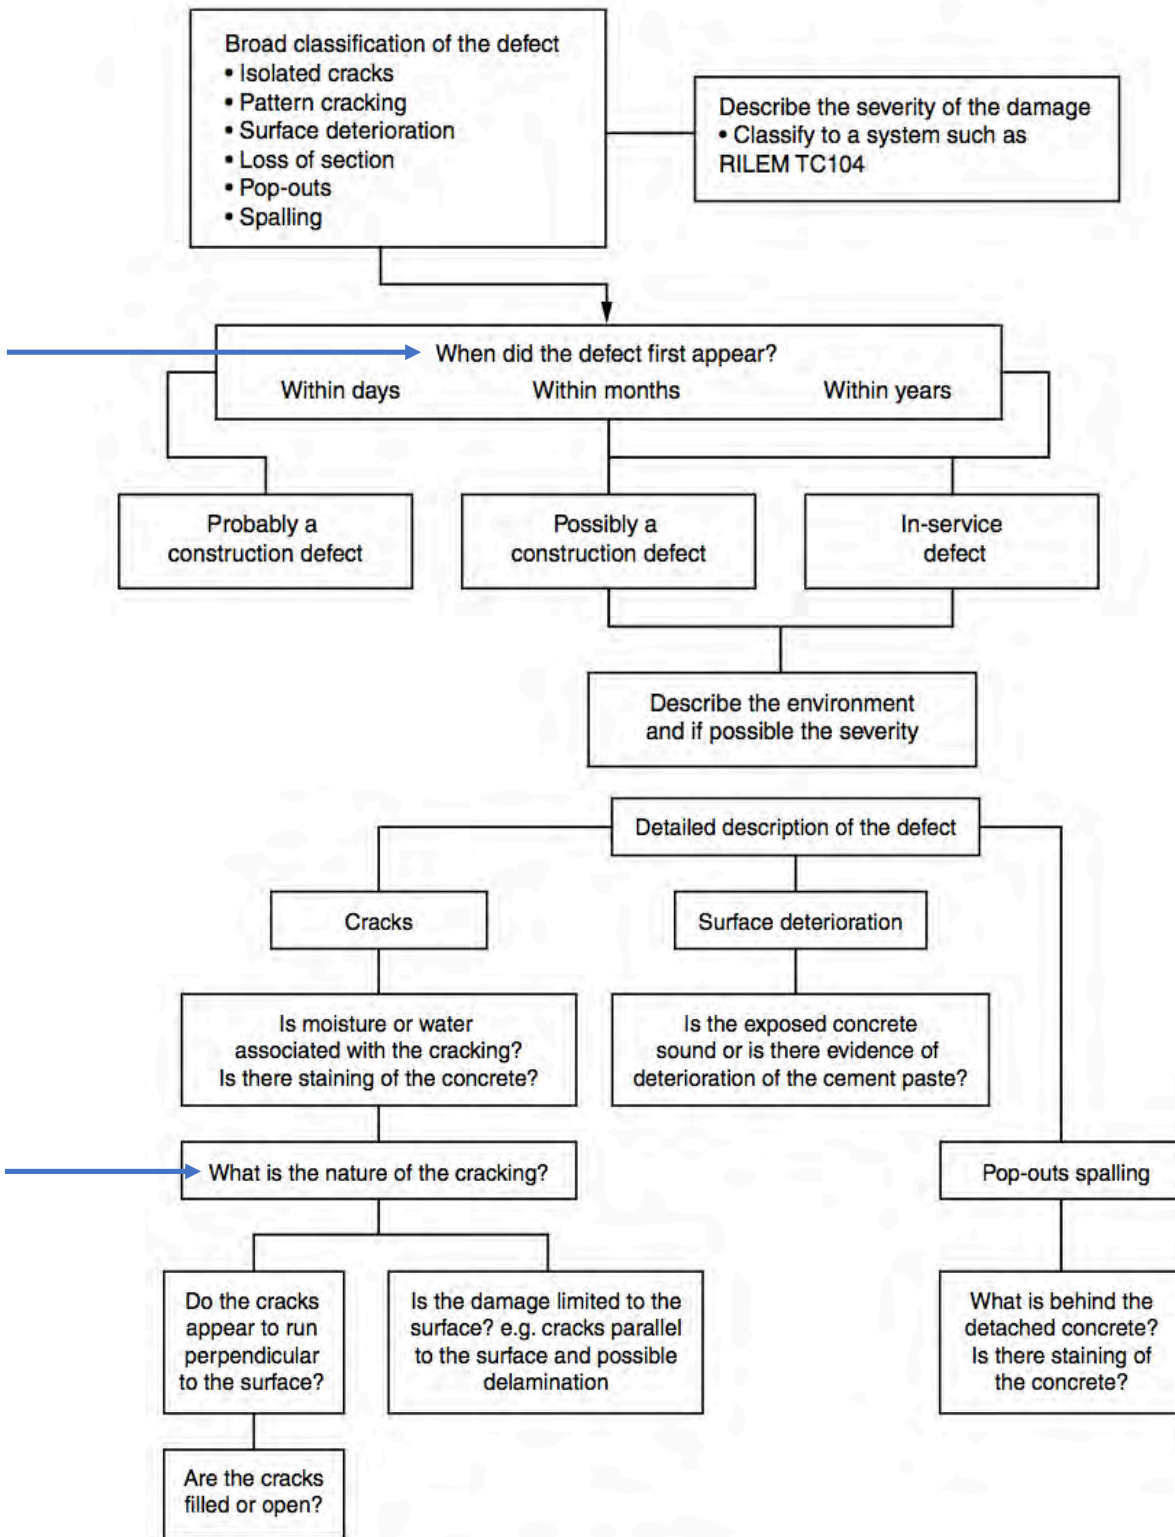 Broad classification of the defect
• Isolated cracks
• Pattern cracking
• Surface deterioration
• Loss of section
• Pop-outs
• Spalling
Describe the severity of the damage
• Classify to a system such as
RILEM TC104
When did the defect first appear?
Within days Within months Within years
Probably a
construction defect
Possibly a
construction defect
In-service
defect
Describe the environment
and if possible the severity
Detailed description of the defect
Cracks
Surface deterioration
Is moisture or water
associated with the cracking?
Is there staining of the concrete?
Is the exposed concrete
sound or is there evidence of
deterioration of the cement paste?
What is the nature of the cracking?
Pop-outs spalling
Do the cracks
appear to run
perpendicular
to the surface?
Is the damage limited to the
surface? e.g. cracks parallel
to the surface and possible
delamination
What is behind the
detached concrete?
Is there staining of
the concrete?
Are the cracks
filled or open?